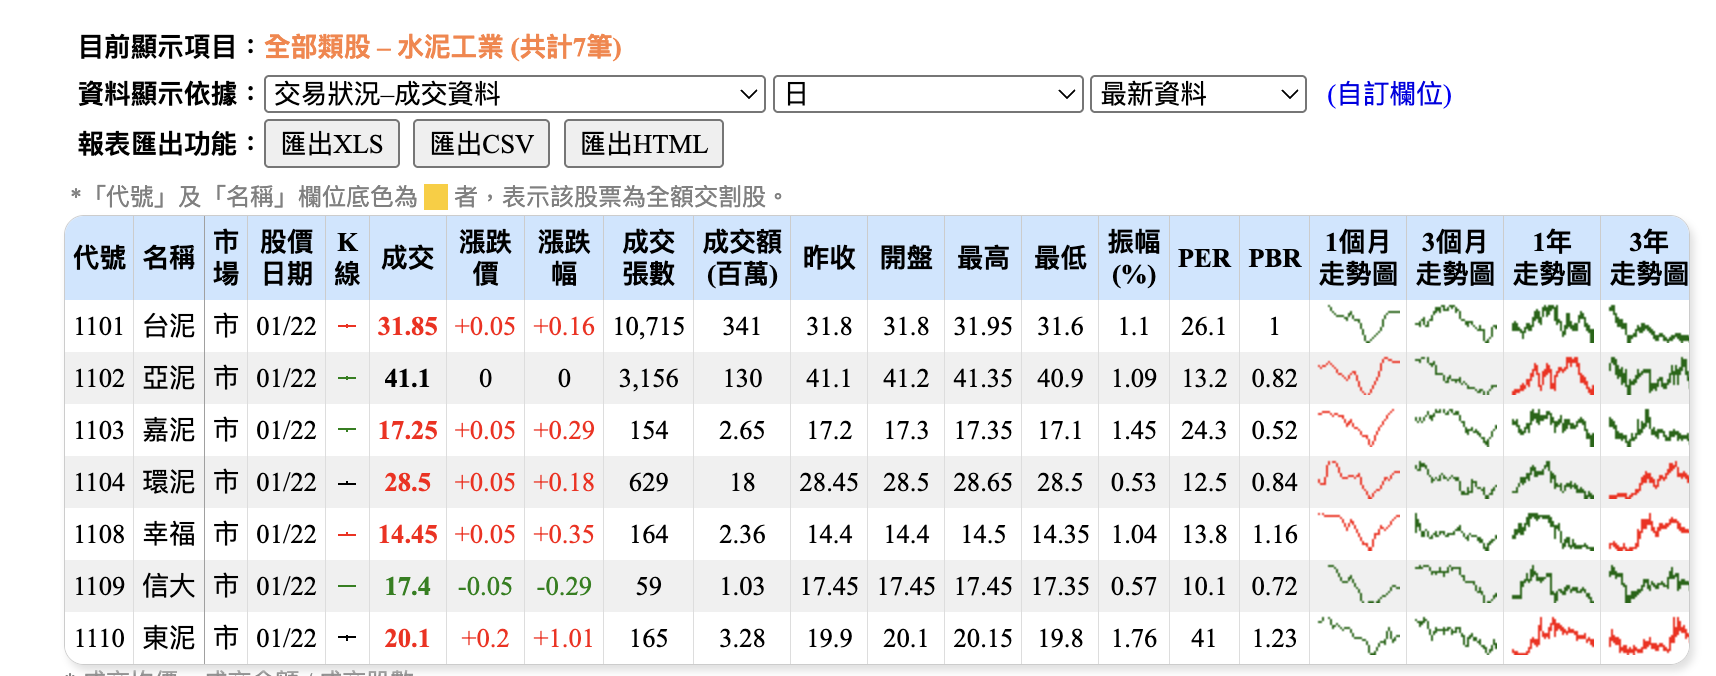 目前顯示項目：全部類股 – 水泥工業 (共計7筆)
資料顯示依據：交易狀況–成交資料 日 最新資料 (自訂欄位)
報表匯出功能：匯出XLS 匯出CSV 匯出HTML
*「代號」及「名稱」欄位底色為 者，表示該股票為全額交割股。
代號 名稱 市場 股價日期 K線 成交 漲跌價 漲跌幅 成交張數 成交額(百萬) 昨收 開盤 最高 最低 振幅(%) PER PBR 1個月走勢圖 3個月走勢圖 1年走勢圖 3年走勢圖
1101 台泥 市 01/22 31.85 +0.05 +0.16 10,715 341 31.8 31.8 31.95 31.6 1.1 26.1 1
1102 亞泥 市 01/22 41.1 0 0 3,156 130 41.1 41.2 41.35 40.9 1.09 13.2 0.82
1103 嘉泥 市 01/22 17.25 +0.05 +0.29 154 2.65 17.2 17.3 17.35 17.1 1.45 24.3 0.52
1104 環泥 市 01/22 28.5 +0.05 +0.18 629 18 28.45 28.5 28.65 28.5 0.53 12.5 0.84
1108 幸福 市 01/22 14.45 +0.05 +0.35 164 2.36 14.4 14.4 14.5 14.35 1.04 13.8 1.16
1109 信大 市 01/22 17.4 -0.05 -0.29 59 1.03 17.45 17.45 17.45 17.35 0.57 10.1 0.72
1110 東泥 市 01/22 20.1 +0.2 +1.01 165 3.28 19.9 20.1 20.15 19.8 1.76 41 1.23